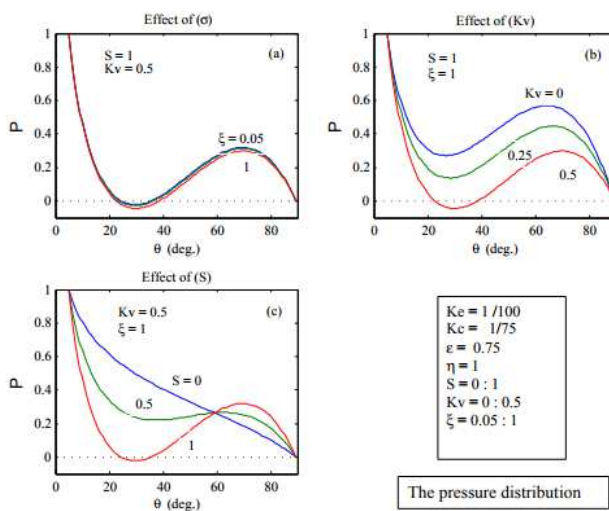 Effect of (σ)
1
0.8
0.6
0.4
0.2
0
P
S = 1
Kv = 0.5
(a)
ξ = 0.05
1
0 20 40 60 80
θ (deg.)
Effect of (Kv)
1
0.8
0.6
0.4
0.2
0
P
S = 1
ξ = 1
(b)
Kv = 0
0.25
0.5
0 20 40 60 80
θ (deg.)
Effect of (S)
1
0.8
0.6
0.4
0.2
0
P
Kv = 0.5
ξ = 1
(c)
S = 0
0.5
1
0 20 40 60 80
θ (deg.)
Ke = 1 /100
Kc = 1/75
ε = 0.75
η = 1
S = 0 : 1
Kv = 0 : 0.5
ξ = 0.05 : 1
The pressure distribution